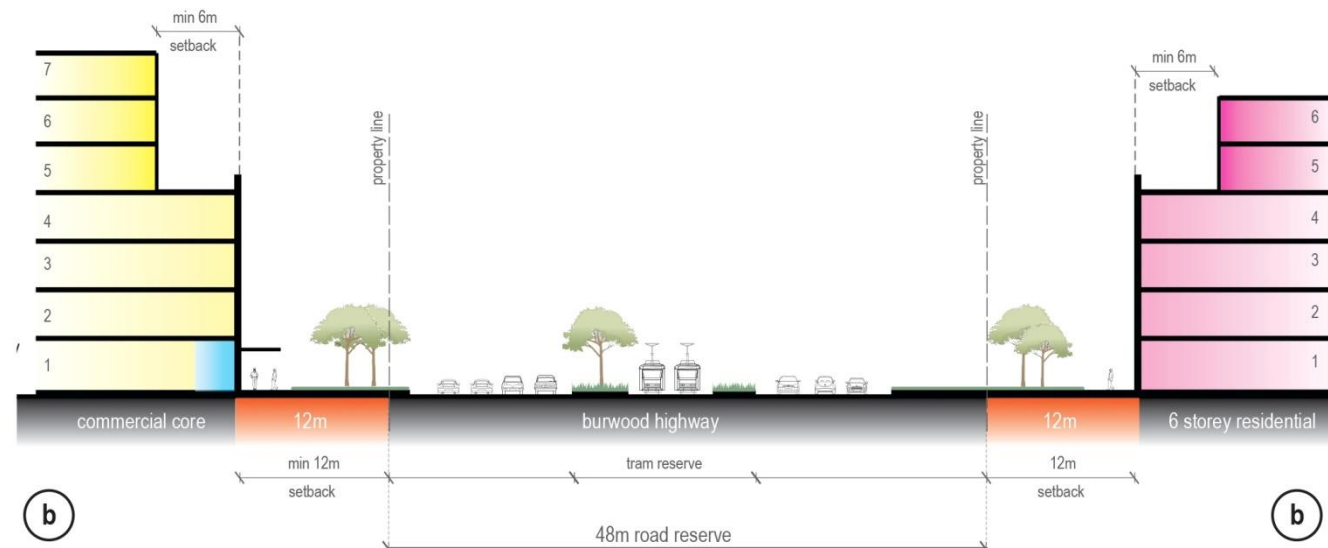 min 6m
setback
7
6
5
4
3
2
1
property line
property line
min 6m
setback
6
5
4
3
2
1
commercial core
12m
burwood highway
12m
6 storey residential
min 12m
setback
tram reserve
12m
setback
48m road reserve
b
b